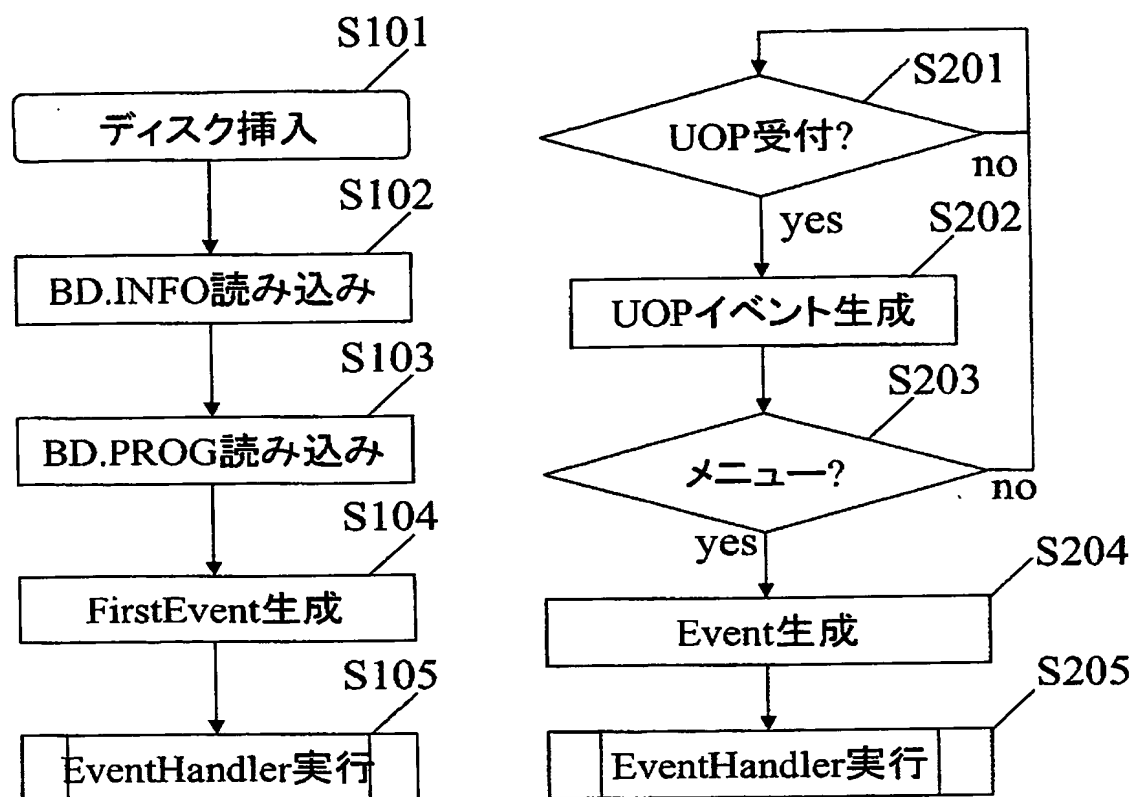 S101
ディスク挿入
S102
BD.INFO読み込み
S103
BD.PROG読み込み
S104
FirstEvent生成
S105
EventHandler実行
S201
UOP受付?
no
yes
S202
UOPイベント生成
S203
メニュー?
no
yes
S204
Event生成
S205
EventHandler実行